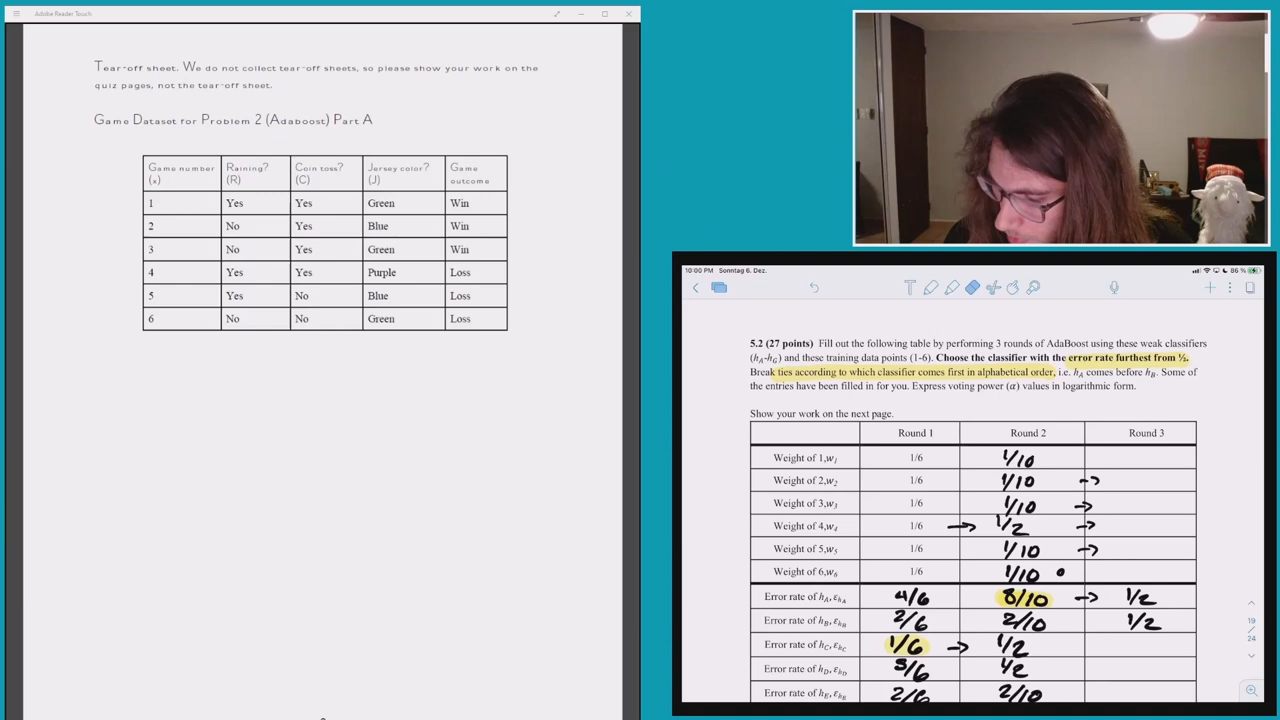 Adobe Reader Touch
Tear-off sheet. We do not collect tear-off sheets, so please show your work on the
quiz pages, not the tear-off sheet.
Game Dataset for Problem 2 (Adaboost) Part A
Game number (x) Raining? (R) Coin toss? (C) Jersey color? (J) Game outcome
1 Yes Yes Green Win
2 No Yes Blue Win
3 No Yes Green Win
4 Yes Yes Purple Loss
5 Yes No Blue Loss
6 No No Green Loss
10:00 PM Sonntag 6. Dez. 86 %
5.2 (27 points) Fill out the following table by performing 3 rounds of AdaBoost using these weak classifiers
(hA-hG) and these training data points (1-6). Choose the classifier with the error rate furthest from ½.
Break ties according to which classifier comes first in alphabetical order, i.e. hA comes before hB. Some of
the entries have been filled in for you. Express voting power (α) values in logarithmic form.
Show your work on the next page.
Round 1 Round 2 Round 3
Weight of 1,w1 1/6 1/10
Weight of 2,w2 1/6 1/10 →
Weight of 3,w3 1/6 1/10 →
Weight of 4,w4 1/6 → 1/2 →
Weight of 5,w5 1/6 1/10 →
Weight of 6,w6 1/6 1/10
Error rate of hA, εhA 4/6 8/10 → 1/2
Error rate of hB, εhB 2/6 2/10 1/2
Error rate of hC, εhC 1/6 → 1/2
Error rate of hD, εhD 3/6 1/2
Error rate of hE, εhE 2/6 2/10
19
/
24